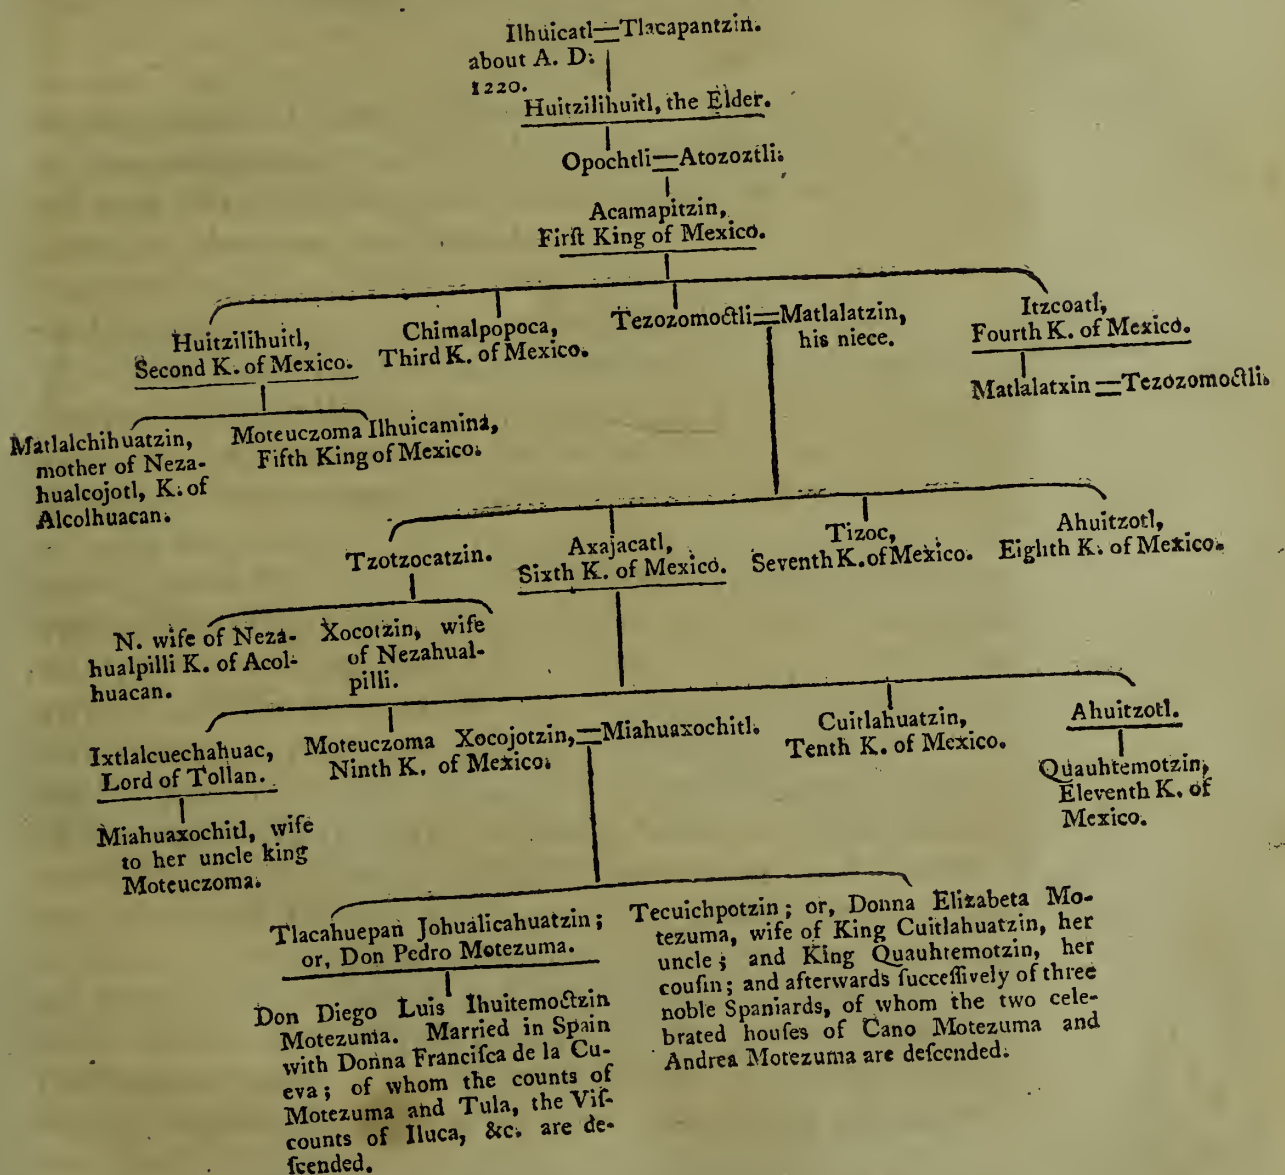 Ilhuicatl=Tlacapantzin.
about A. D.
1220.
Huitzilihuitl, the Elder.
Opochtli=Atozoztli.
Acamapitzin,
Firſt King of Mexico.
Huitzilihuitl,
Second K. of Mexico.
Chimalpopoca,
Third K. of Mexico.
Tezozomoctli=Matlalatzin,
his niece.
Itzcoatl,
Fourth K. of Mexico.
Matlalatxin=Tezozomoctli.
Matlalchihuatzin,
mother of Neza-
hualcojotl, K. of
Alcolhuacan.
Moteuczoma Ilhuicamina,
Fifth King of Mexico.
Tzotzocatzin.
Axajacatl,
Sixth K. of Mexico.
Tizoc,
Seventh K. of Mexico.
Ahuitzotl,
Eighth K. of Mexico.
N. wife of Neza-
hualpilli K. of Acol-
huacan.
Xocotzin, wife
of Nezahual-
pilli.
Ixtlalcuechahuac,
Lord of Tollan.
Moteuczoma Xocojotzin,=Miahuaxochitl.
Ninth K. of Mexico.
Cuitlahuatzin,
Tenth K. of Mexico.
Ahuitzotl.
Quauhtemotzin,
Eleventh K. of
Mexico.
Miahuaxochitl, wife
to her uncle king
Moteuczoma.
Tlacahuepan Johualicahuatzin;
or, Don Pedro Motezuma.
Don Diego Luis Ihuitemoctzin
Motezuma. Married in Spain
with Donna Franciſca de la Cu-
eva; of whom the counts of
Motezuma and Tula, the Viſ-
counts of Iluca, &c. are de-
ſcended.
Tecuichpotzin; or, Donna Elizabeta Mo-
tezuma, wife of King Cuitlahuatzin, her
uncle; and King Quauhtemotzin, her
couſin; and afterwards ſucceſſively of three
noble Spaniards, of whom the two cele-
brated houſes of Cano Motezuma and
Andrea Motezuma are deſcended.